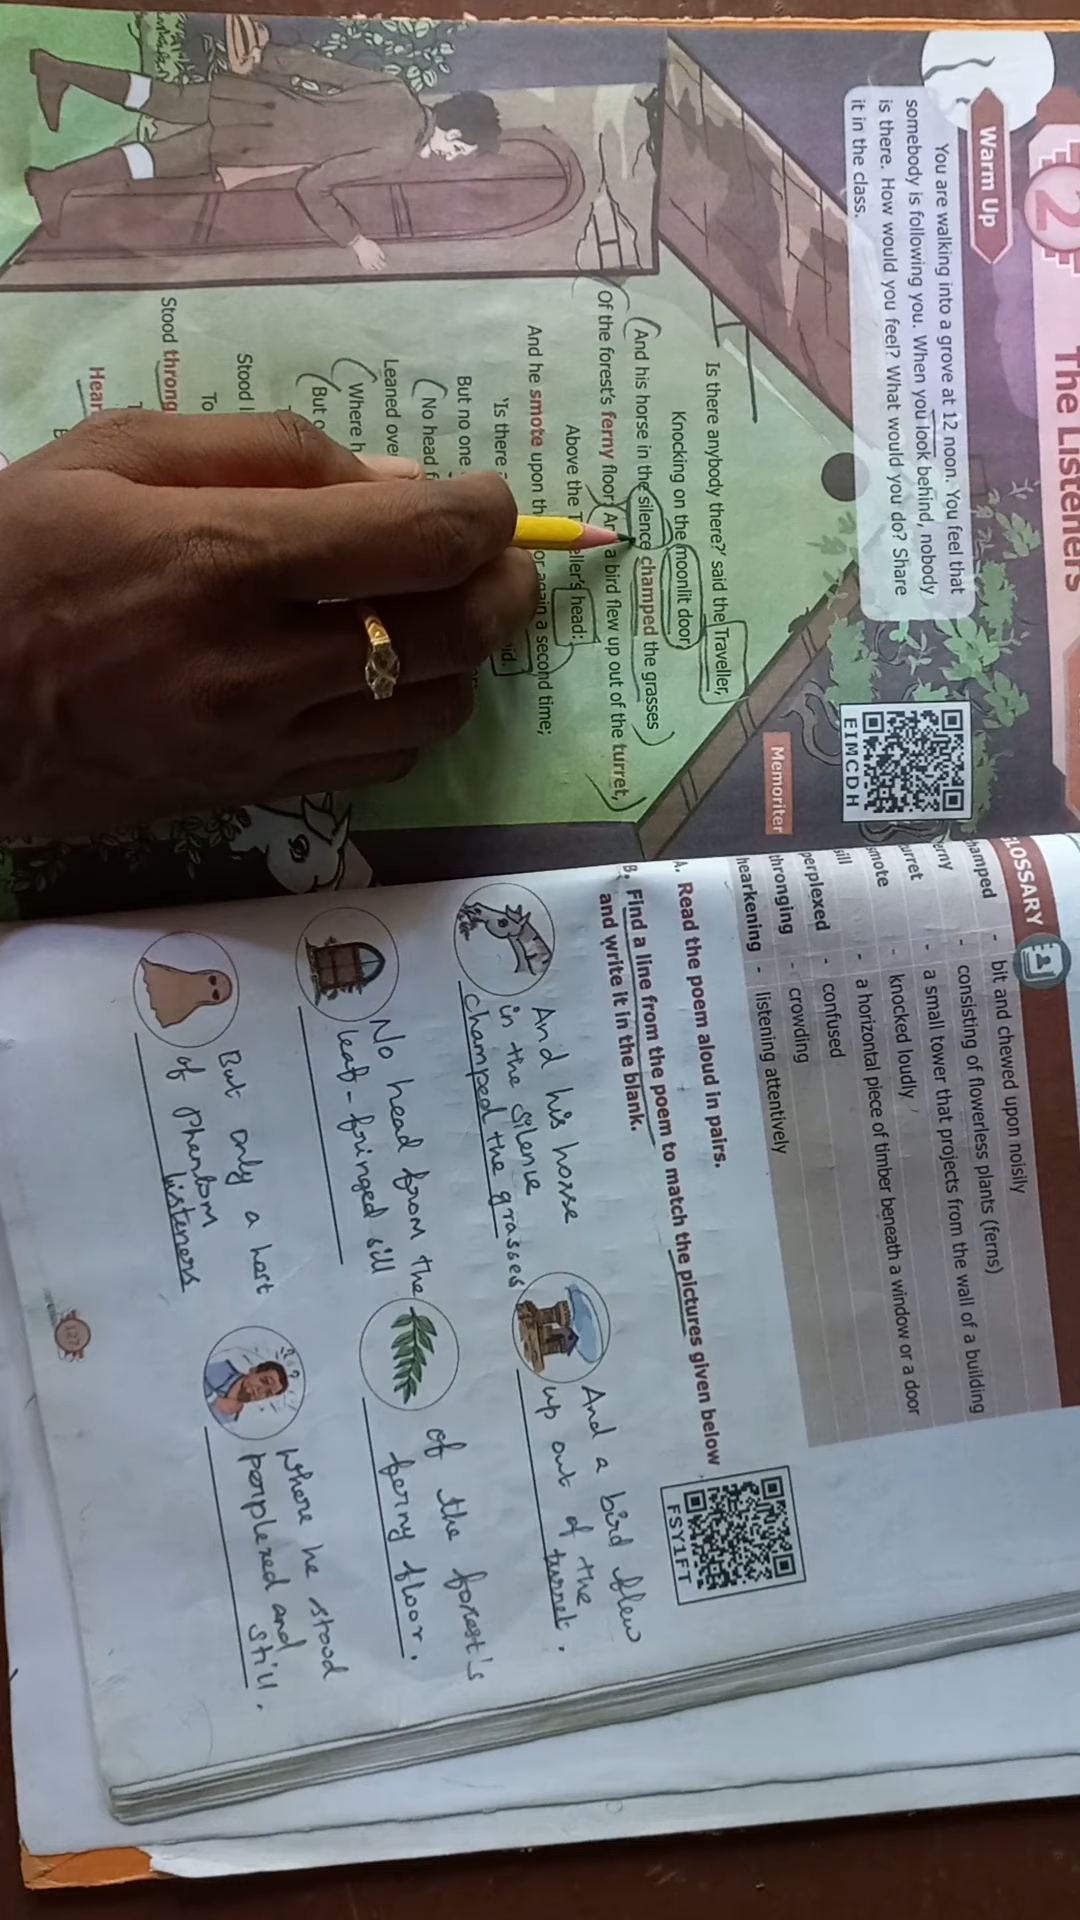 2
The Listeners
Warm Up
You are walking into a grove at 12 noon. You feel that
somebody is following you. When you look behind, nobody
is there. How would you feel? What would you do? Share
it in the class.
EIMCDH
Memoriter
Is there anybody there?' said the Traveller,
Knocking on the moonlit door;
And his horse in the silence champed the grasses
Of the forest's ferny floor;
a bird flew up out of the turret,
Above the
eller's head:
And he smote upon
again a second time;
'Is there
But no one
No head
Leaned
Where
But
Stood
To
Stood
GLOSSARY
champed - bit and chewed upon noisily
ferny - consisting of flowerless plants (ferns)
turret - a small tower that projects from the wall of a building
smote - knocked loudly
sill - a horizontal piece of timber beneath a window or a door
perplexed - confused
thronging - crowding
hearkening - listening attentively
A. Read the poem aloud in pairs.
B. Find a line from the poem to match the pictures given below
and write it in the blank.
FSY1FT
And his horse
in the silence
champed the grasses
And a bird flew
up out of the
turret.
No head from the
leaf-fringed sill
of the forest's
ferny floor.
But only a host
of phantom
listeners
Where he stood
perplexed and
still.
127